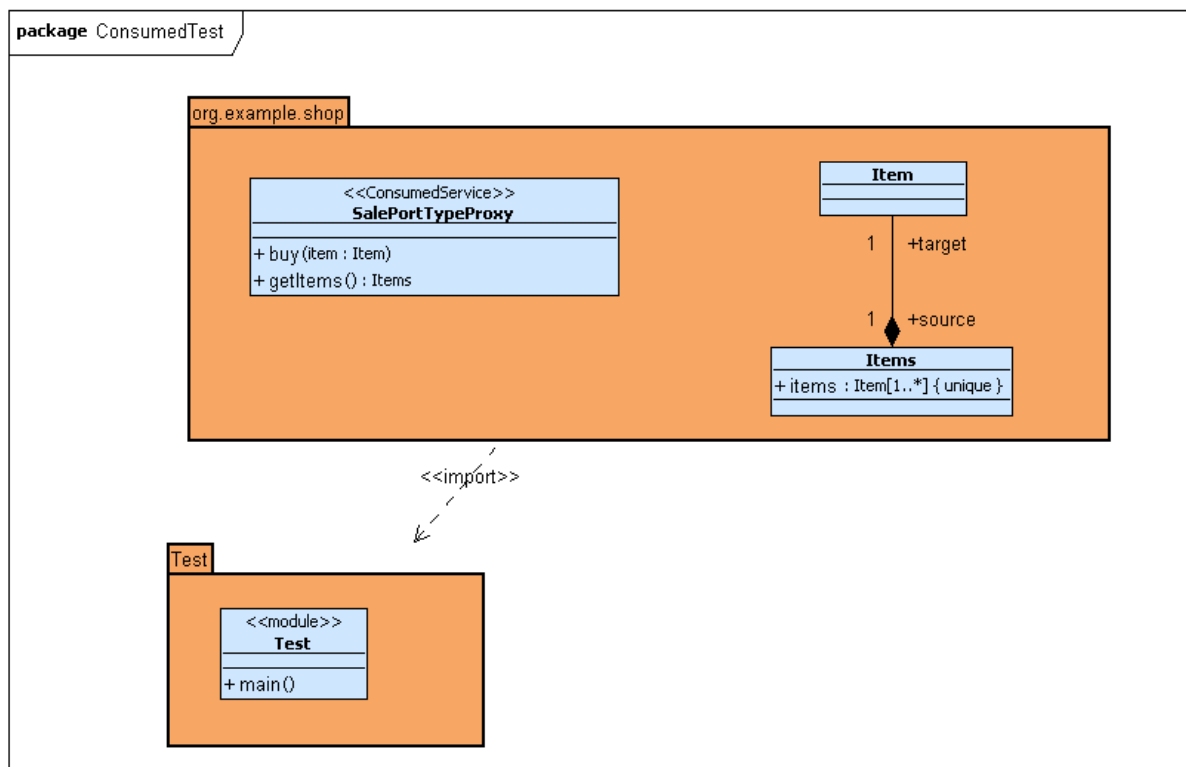 package ConsumedTest
org.example.shop
<<ConsumedService>>
SalePortTypeProxy
+ buy(item : Item)
+ getItems() : Items
Item
1 +target
1 +source
Items
+ items : Item[1..*] { unique }
<<import>>
Test
<<module>>
Test
+ main()